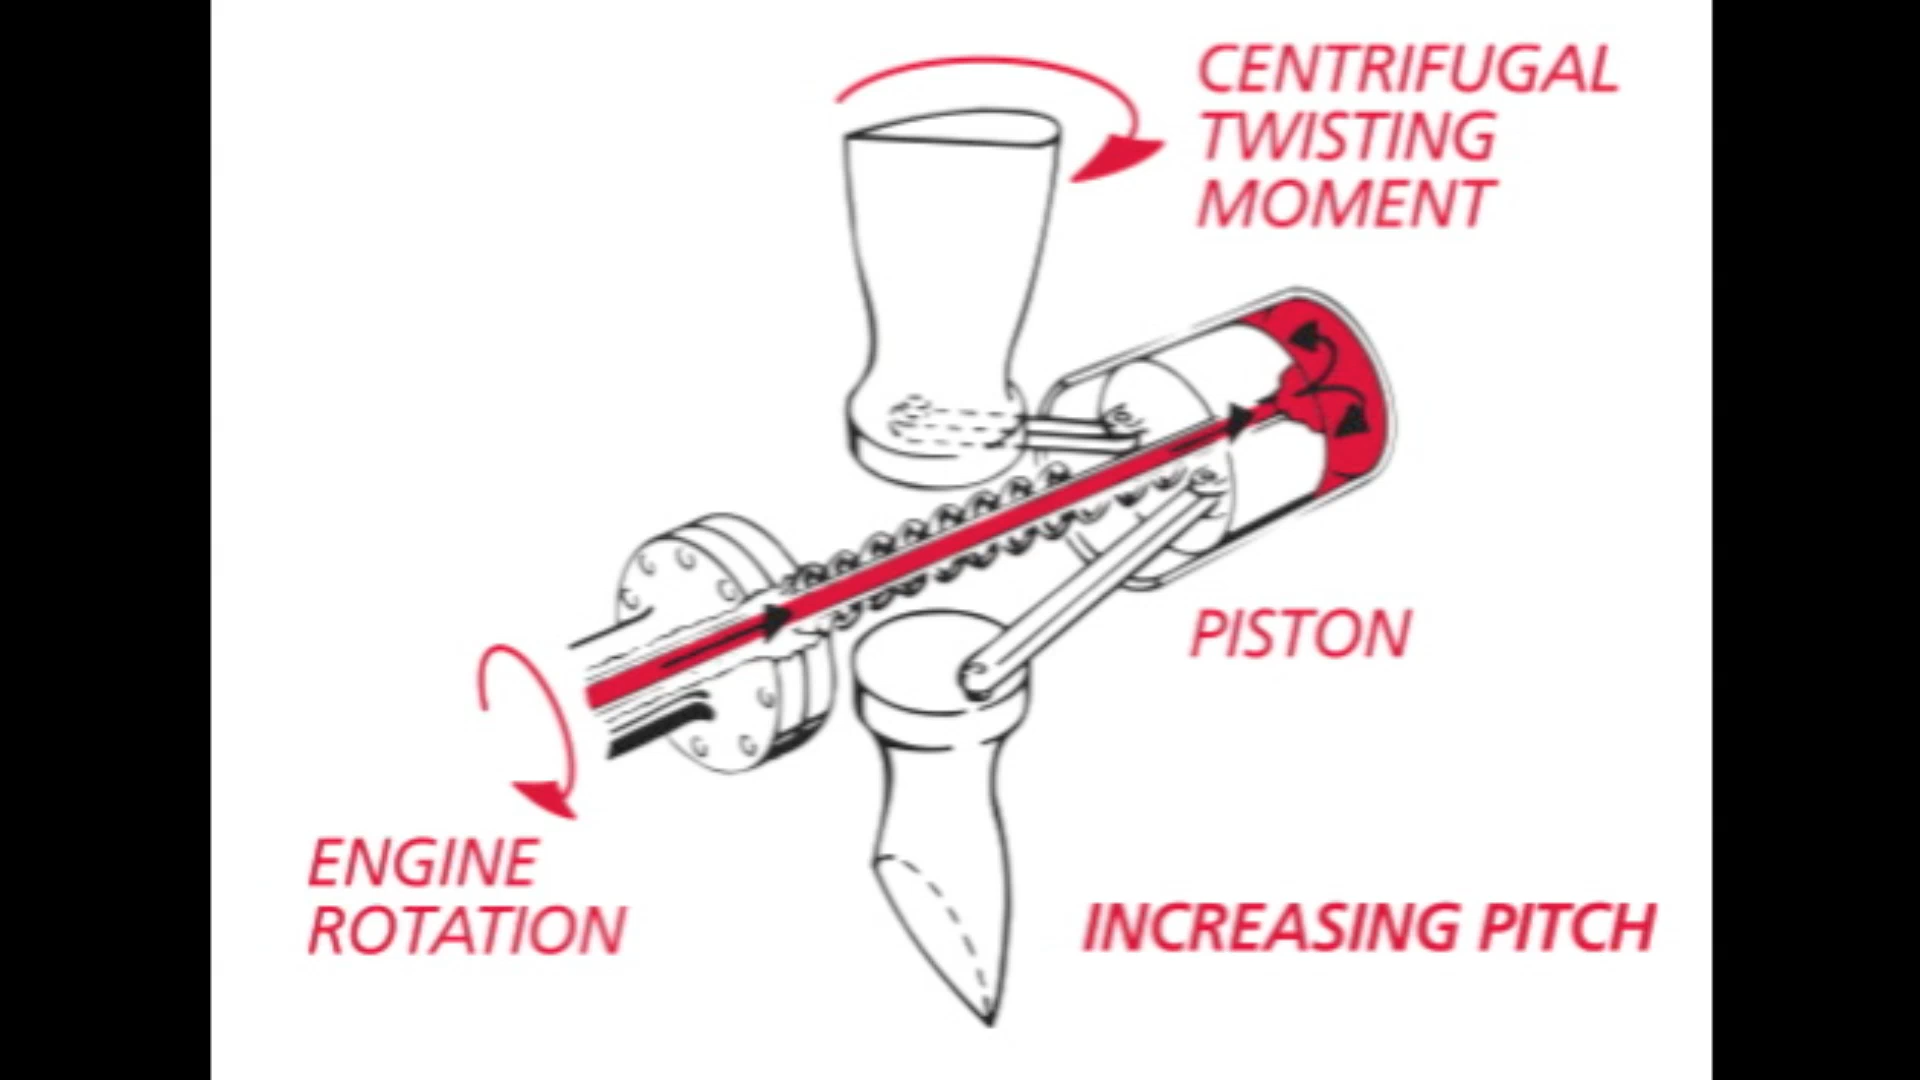 CENTRIFUGAL
TWISTING
MOMENT
PISTON
ENGINE
ROTATION
INCREASING PITCH